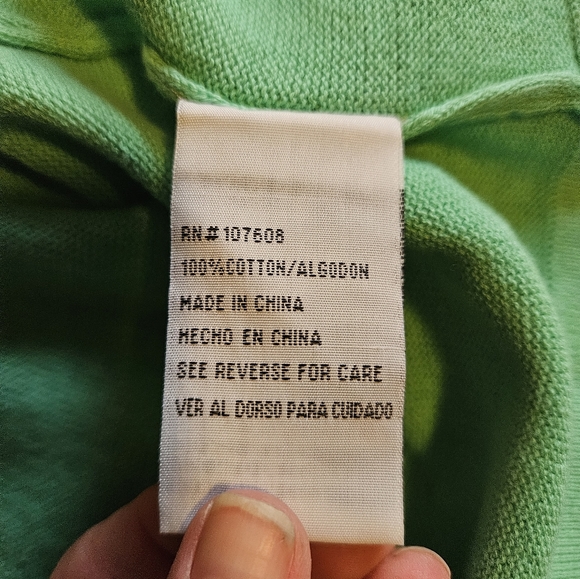 RN#107608
100%COTTON/ALGODON
MADE IN CHINA
HECHO EN CHINA
SEE REVERSE FOR CARE
VER AL DORSO PARA CUIDADO